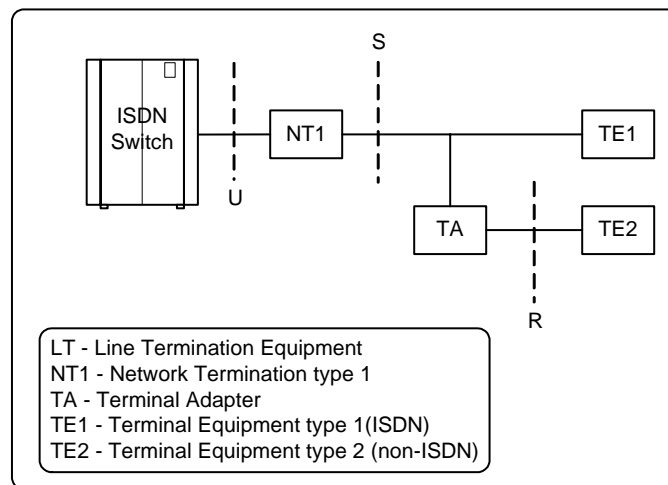 S
ISDN
Switch
NT1
TE1
U
TA
TE2
R
LT - Line Termination Equipment
NT1 - Network Termination type 1
TA - Terminal Adapter
TE1 - Terminal Equipment type 1(ISDN)
TE2 - Terminal Equipment type 2 (non-ISDN)